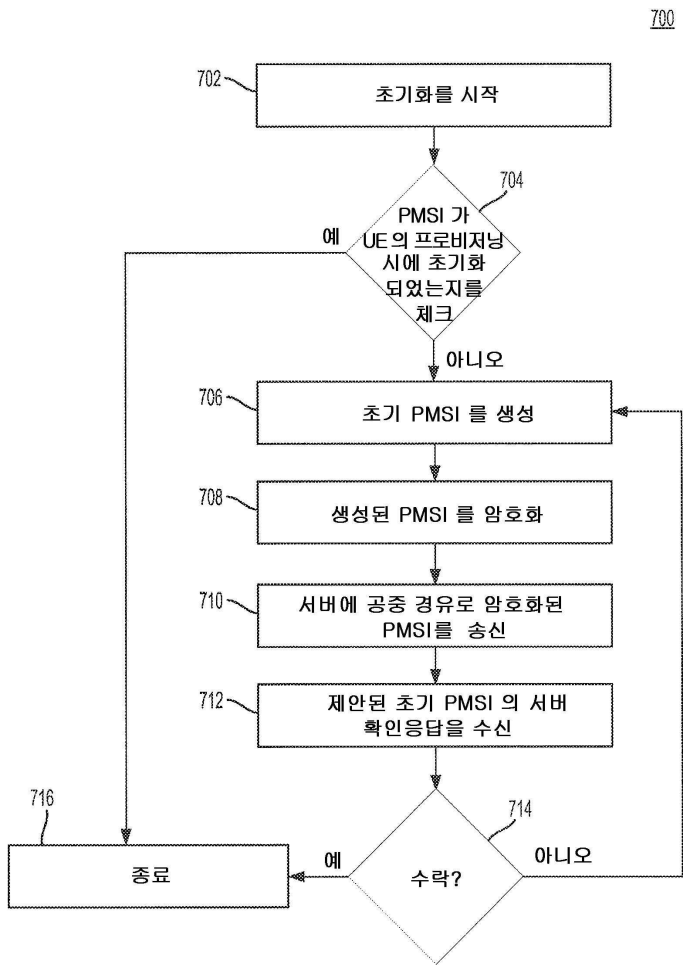 700
702
초기화를 시작
704
PMSI 가
UE의 프로비저닝
시에 초기화
되었는지를
체크
예
아니오
706
초기 PMSI 를 생성
708
생성된 PMSI 를 암호화
710
서버에 공중 경유로 암호화된
PMSI를 송신
712
제안된 초기 PMSI 의 서버
확인응답을 수신
714
수락?
예
아니오
716
종료